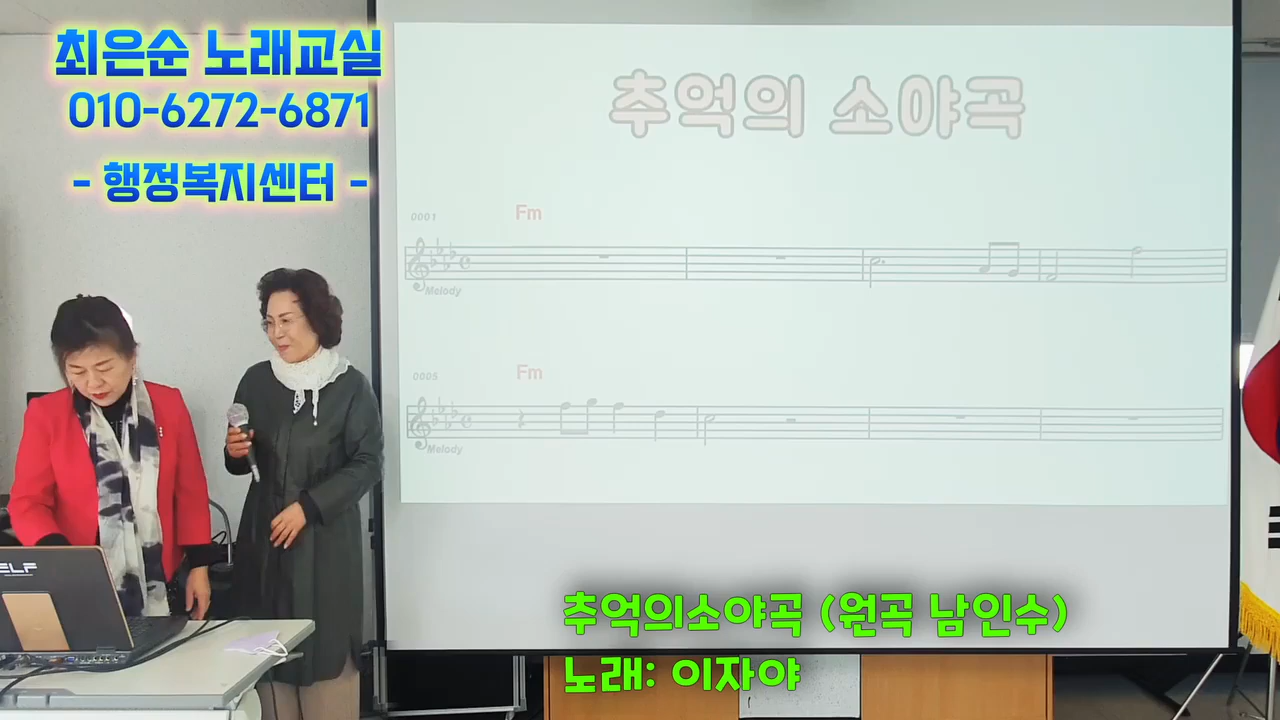 최은순 노래교실
010-6272-6871
- 행정복지센터 -
추억의 소야곡
0001
Fm
Melody
0005
Fm
Melody
ELF
추억의소야곡 (원곡 남인수)
노래: 이자야